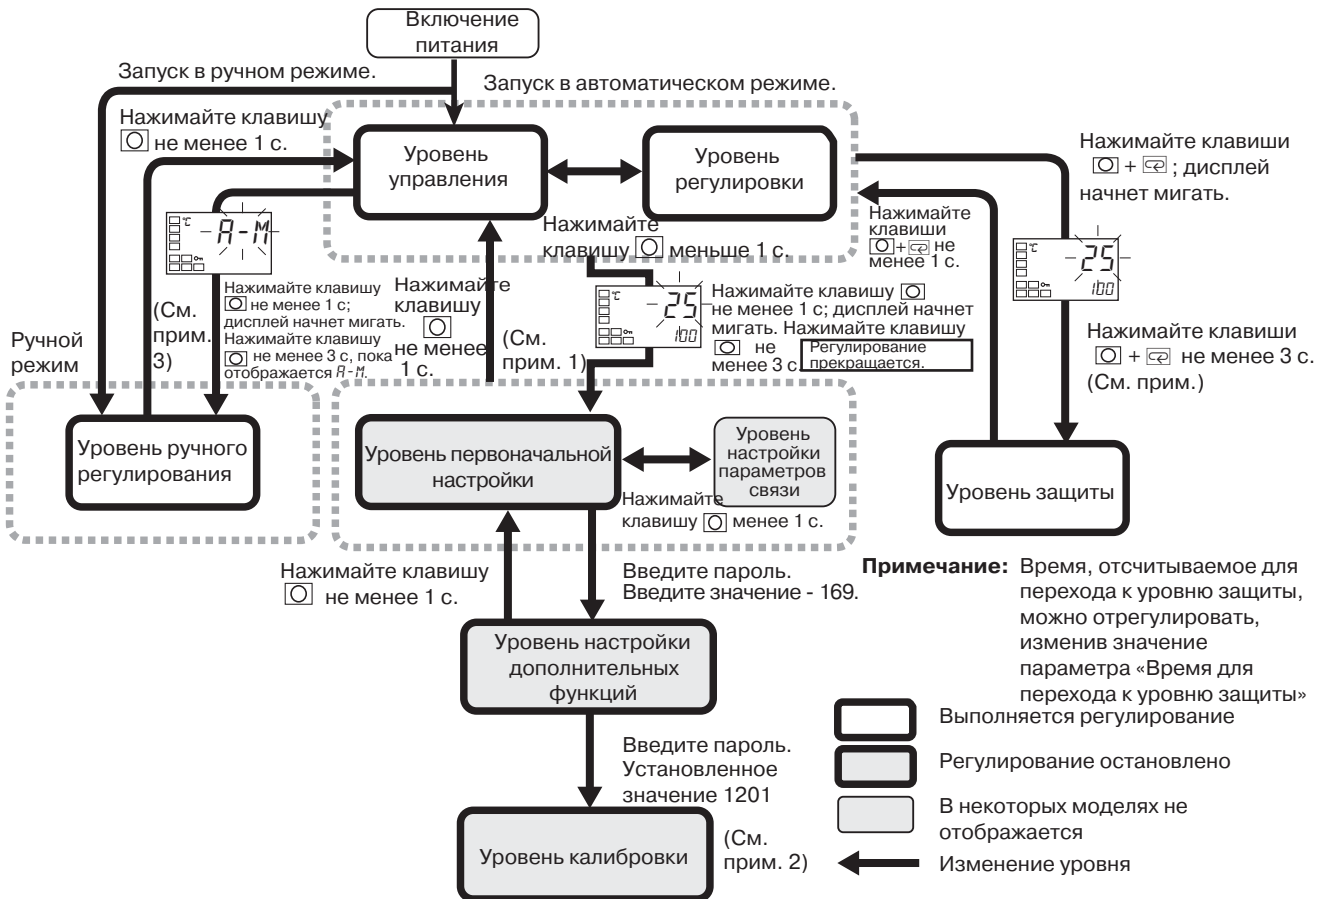 Включение
питания
Запуск в ручном режиме.
Запуск в автоматическом режиме.
Нажимайте клавишу
не менее 1 с.
Уровень
управления
Уровень
регулировки
Нажимайте клавиши
+ ; дисплей
начнет мигать.
°C
A-M
Нажимайте
клавишу меньше 1 с.
Нажимайте
клавиши
+ не
менее 1 с.
°C
25
100
Нажимайте клавиши
+ не менее 3 с.
(См. прим.)
Ручной
режим
(См.
прим.
3)
Нажимайте клавишу
не менее 1 с;
дисплей начнет мигать.
Нажимайте клавишу
не менее 3 с, пока
отображается A-M.
Нажимайте
клавишу
не менее
1 с.
(См.
прим. 1)
°C
25
100
Нажимайте клавишу
не менее 1 с; дисплей начнет
мигать. Нажимайте клавишу
не
менее 3 с.
Регулирование
прекращается.
Уровень ручного
регулирования
Уровень первоначальной
настройки
Уровень
настройки
параметров
связи
Нажимайте
клавишу менее 1 с.
Уровень защиты
Нажимайте клавишу
не менее 1 с.
Введите пароль.
Введите значение - 169.
Примечание: Время, отсчитываемое для
перехода к уровню защиты,
можно отрегулировать,
изменив значение
параметра «Время для
перехода к уровню защиты»
Уровень настройки
дополнительных
функций
Введите пароль.
Установленное
значение 1201
Уровень калибровки
(См.
прим. 2)
Выполняется регулирование
Регулирование остановлено
В некоторых моделях не
отображается
Изменение уровня